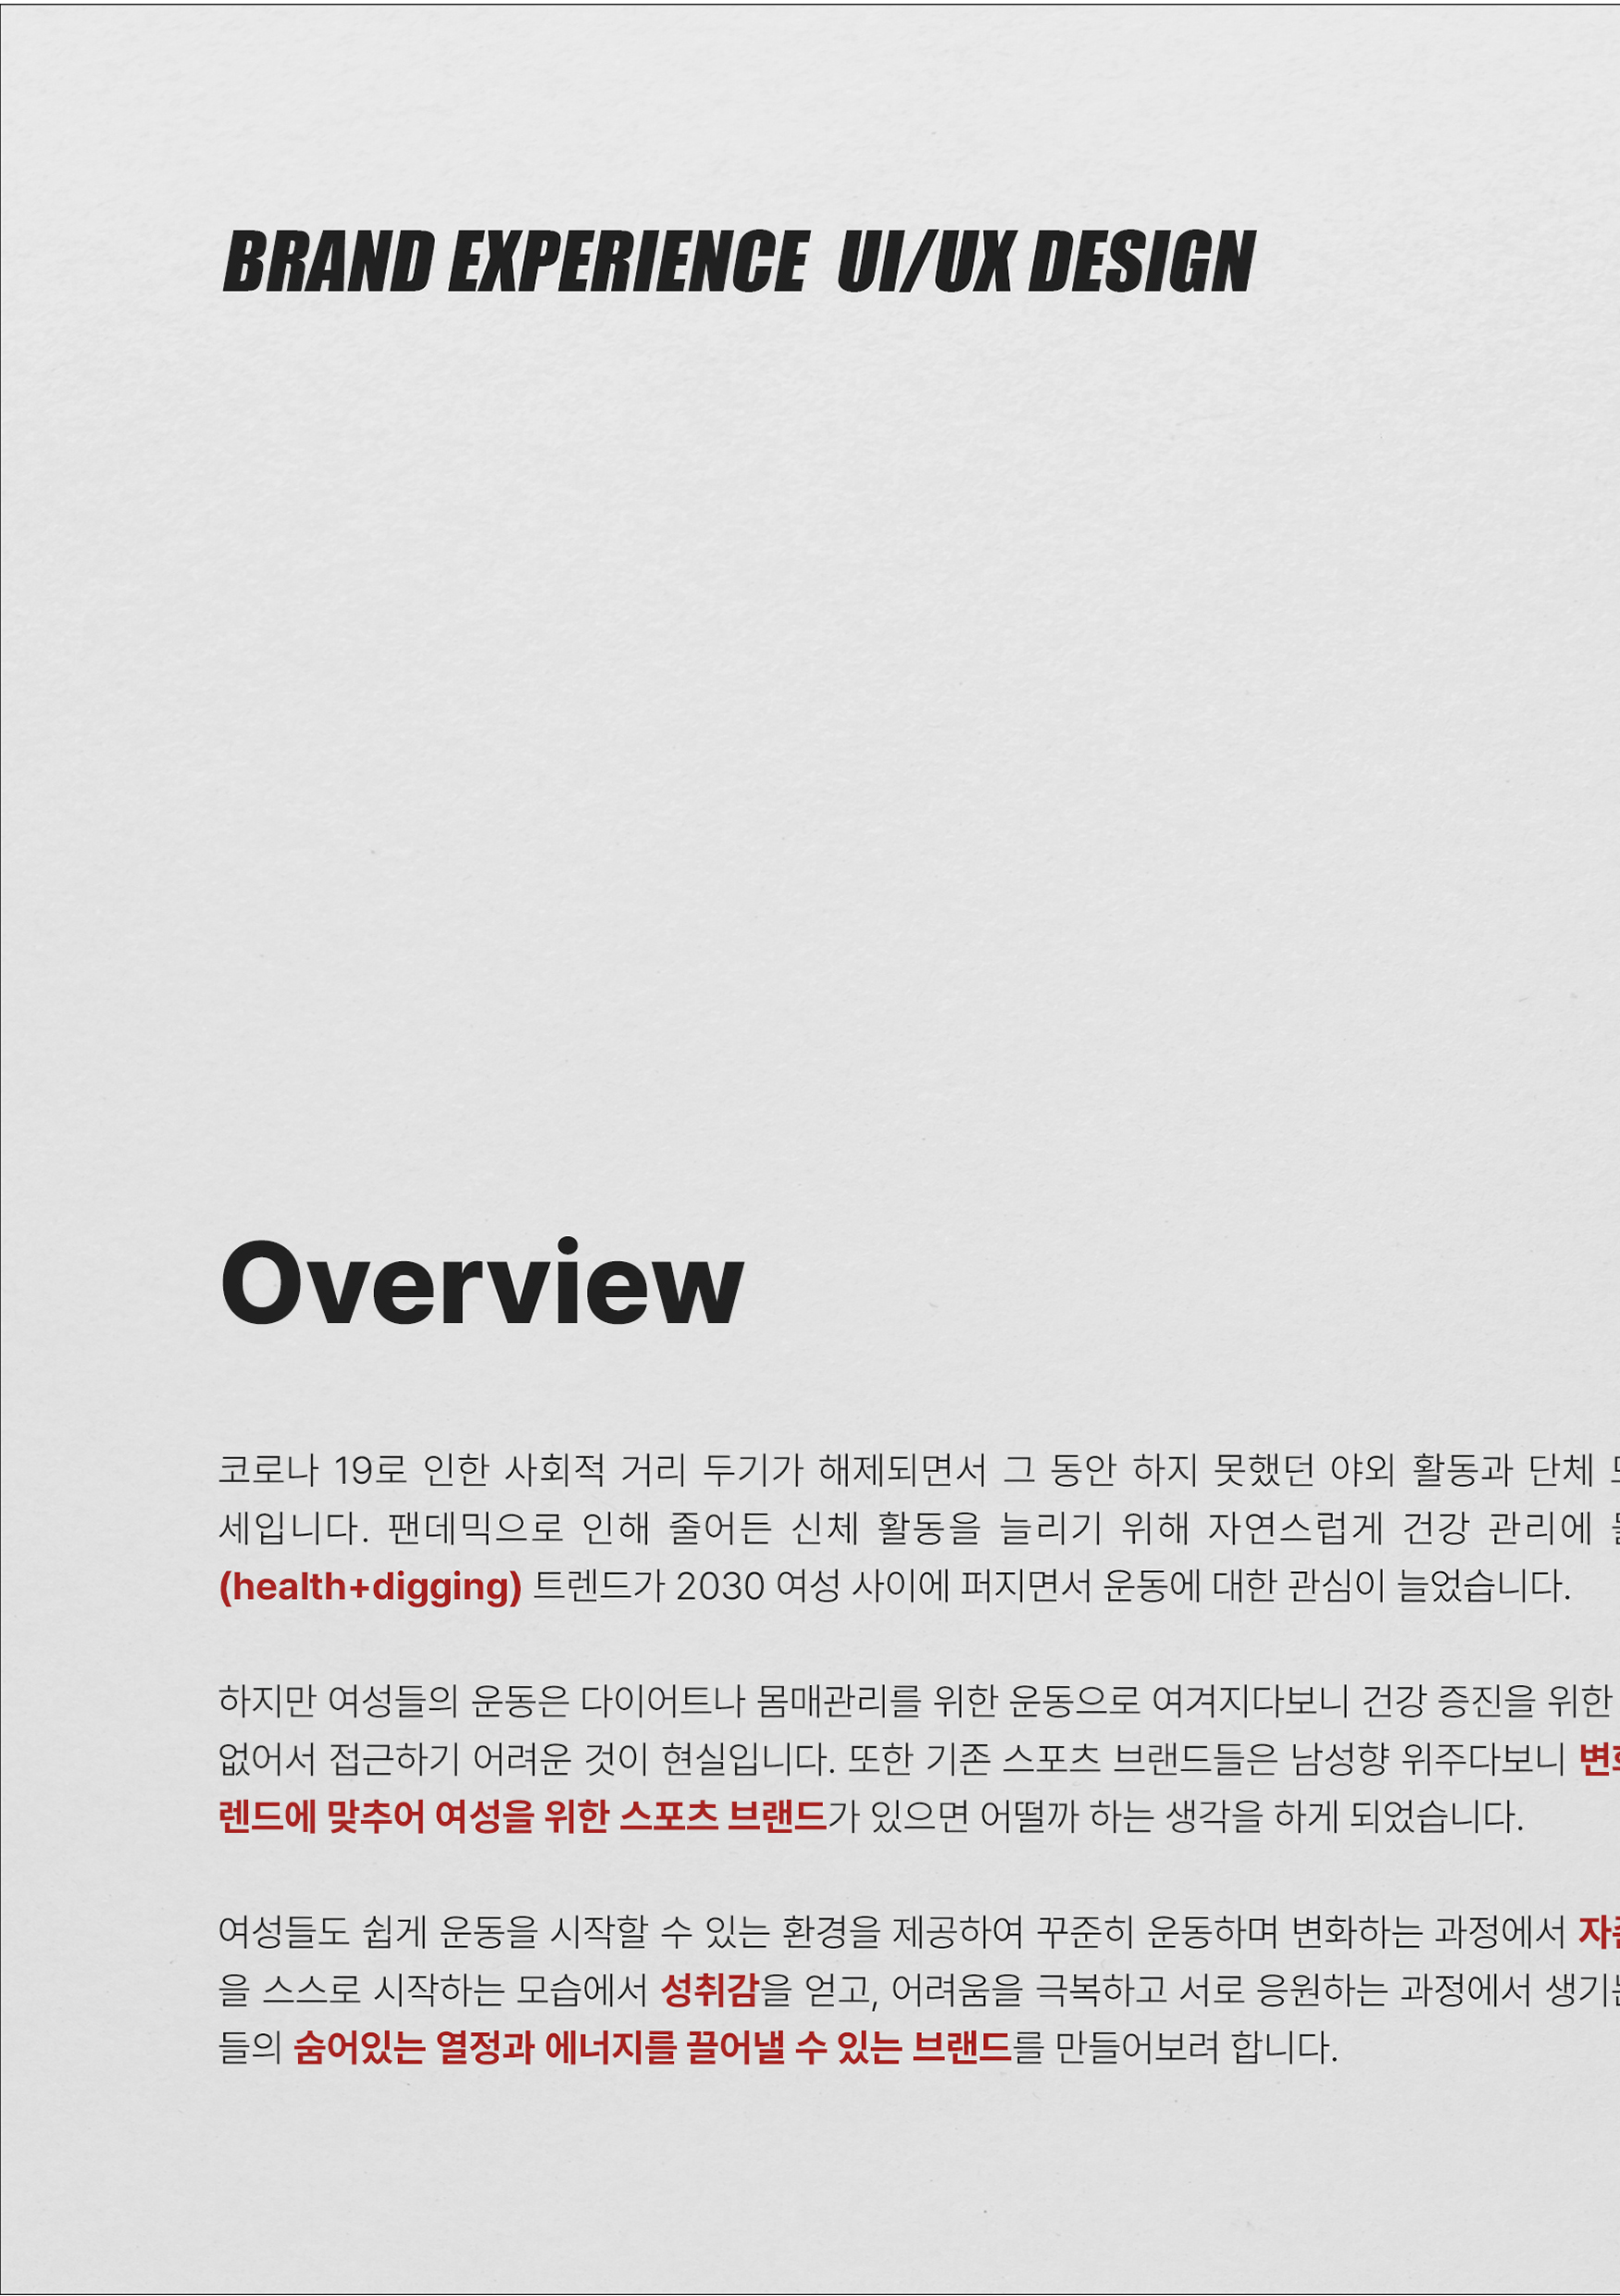 BRAND EXPERIENCE UI/UX DESIGN
Overview
코로나 19로 인한 사회적 거리 두기가 해제되면서 그 동안 하지 못했던 야외 활동과 단체
세입니다. 팬데믹으로 인해 줄어든 신체 활동을 늘리기 위해 자연스럽게 건강 관리에
(health+digging) 트렌드가 2030 여성 사이에 퍼지면서 운동에 대한 관심이 늘었습니다.
하지만 여성들의 운동은 다이어트나 몸매관리를 위한 운동으로 여겨지다보니 건강 증진을 위한
없어서 접근하기 어려운 것이 현실입니다. 또한 기존 스포츠 브랜드들은 남성향 위주다보니
렌드에 맞추어 여성을 위한 스포츠 브랜드가 있으면 어떨까 하는 생각을 하게 되었습니다.
여성들도 쉽게 운동을 시작할 수 있는 환경을 제공하여 꾸준히 운동하며 변화하는 과정에서
을 스스로 시작하는 모습에서 성취감을 얻고, 어려움을 극복하고 서로 응원하는 과정에서
들의 숨어있는 열정과 에너지를 끌어낼 수 있는 브랜드를 만들어보려 합니다.